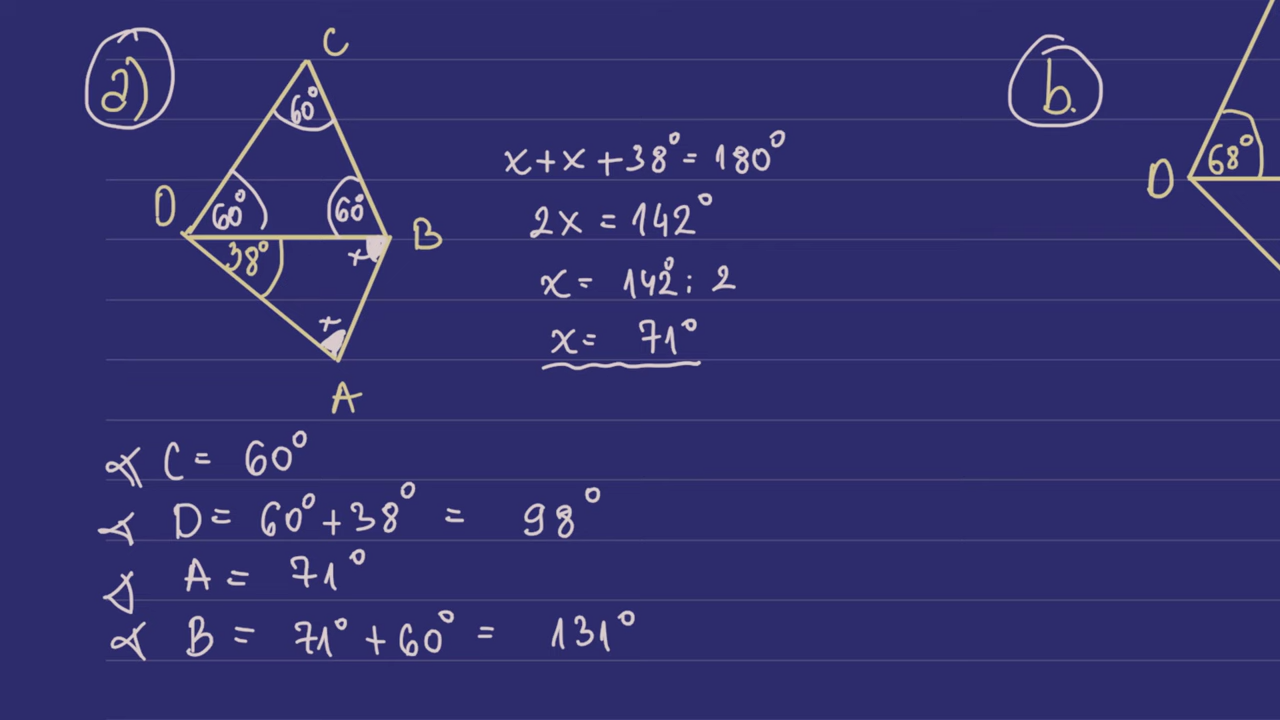 a)
C
60°
D
60°
60°
B
38°
x
x
A
x+x+38°=180°
2x = 142°
x = 142° : 2
x = 71°
∢ C = 60°
∢ D = 60°+38° = 98°
∢ A = 71°
∢ B = 71° + 60° = 131°
b.
D
68°